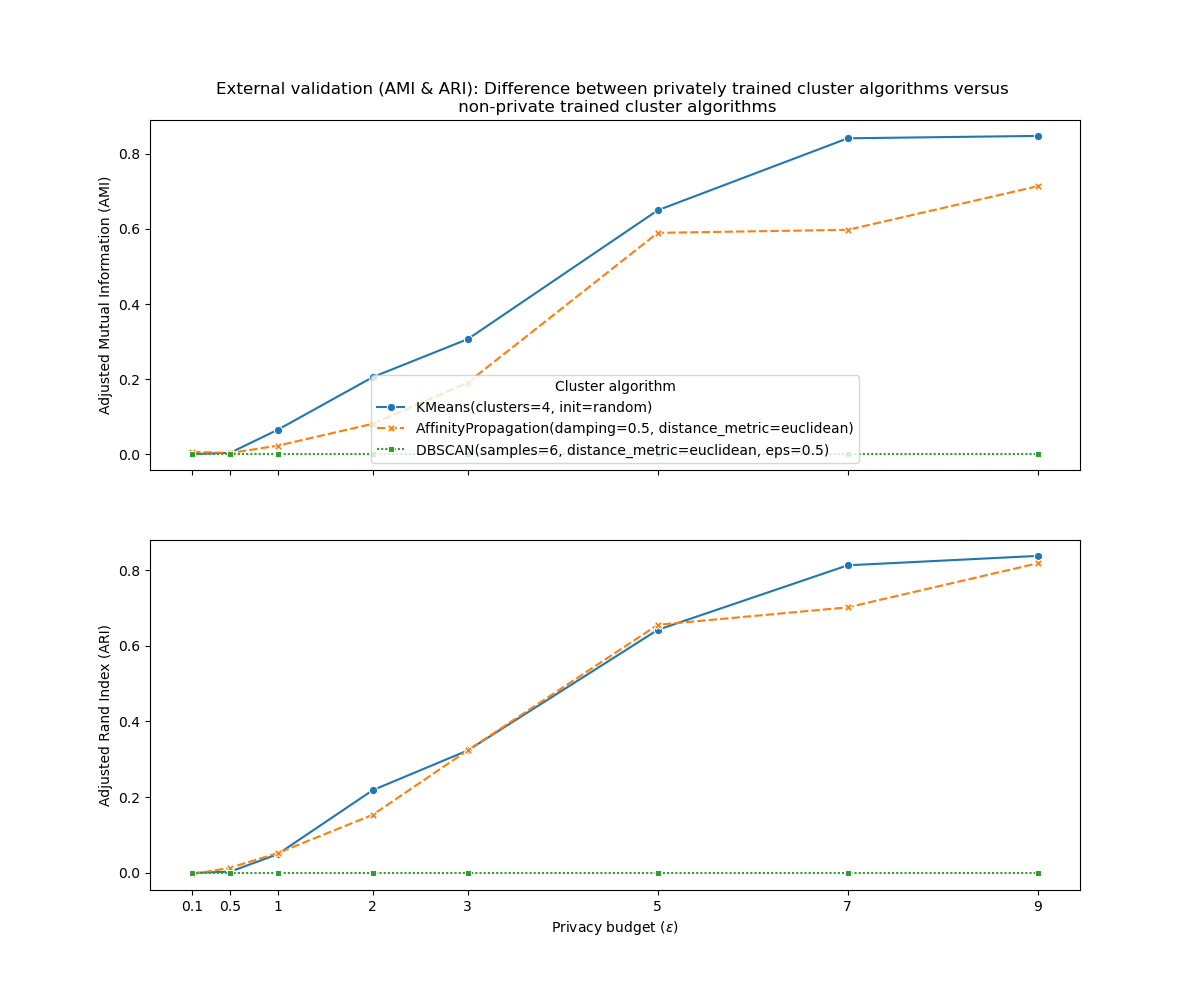 External validation (AMI & ARI): Difference between privately trained cluster algorithms versus
non-private trained cluster algorithms
Adjusted Mutual Information (AMI)
0.8
0.6
0.4
0.2
0.0
Cluster algorithm
KMeans(clusters=4, init=random)
AffinityPropagation(damping=0.5, distance_metric=euclidean)
DBSCAN(samples=6, distance_metric=euclidean, eps=0.5)
Adjusted Rand Index (ARI)
0.8
0.6
0.4
0.2
0.0
0.1 0.5 1 2 3 5 7 9
Privacy budget (ε)